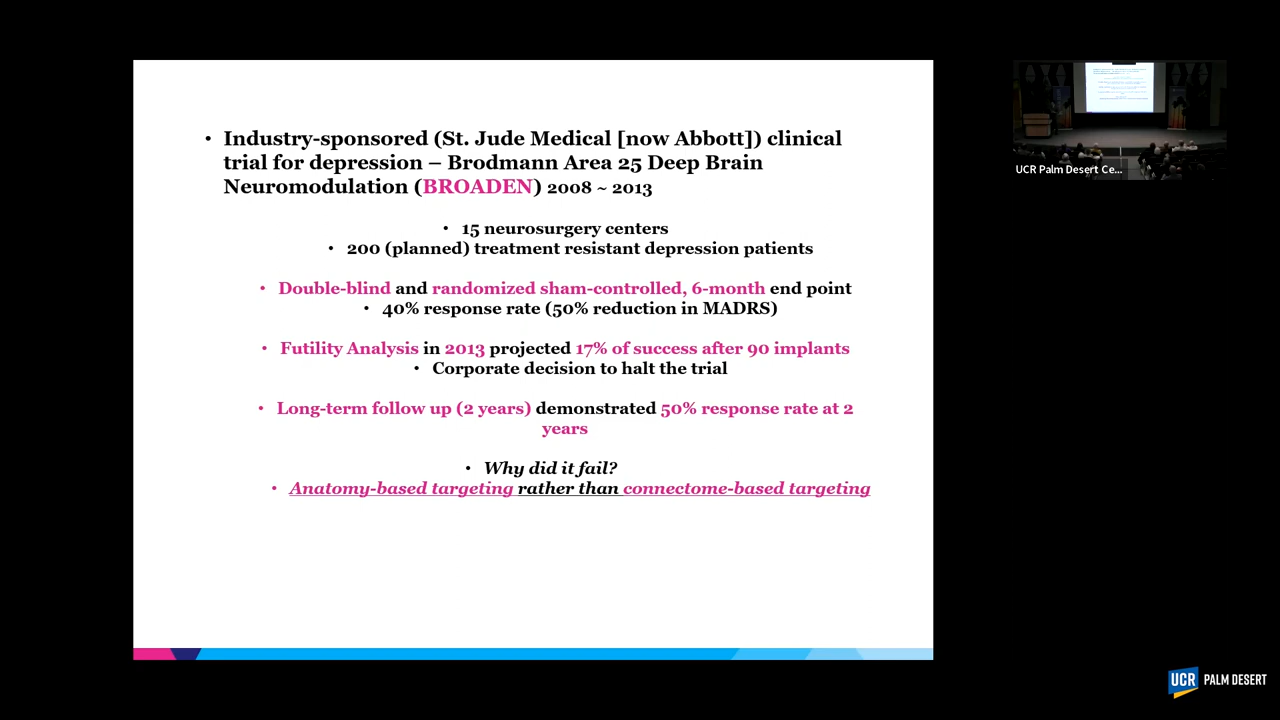 • Industry-sponsored (St. Jude Medical [now Abbott]) clinical
trial for depression – Brodmann Area 25 Deep Brain
Neuromodulation (BROADEN) 2008 ~ 2013
• 15 neurosurgery centers
• 200 (planned) treatment resistant depression patients
• Double-blind and randomized sham-controlled, 6-month end point
• 40% response rate (50% reduction in MADRS)
• Futility Analysis in 2013 projected 17% of success after 90 implants
• Corporate decision to halt the trial
• Long-term follow up (2 years) demonstrated 50% response rate at 2
years
• Why did it fail?
• Anatomy-based targeting rather than connectome-based targeting
UCR Palm Desert Ce...
UCR PALM DESERT